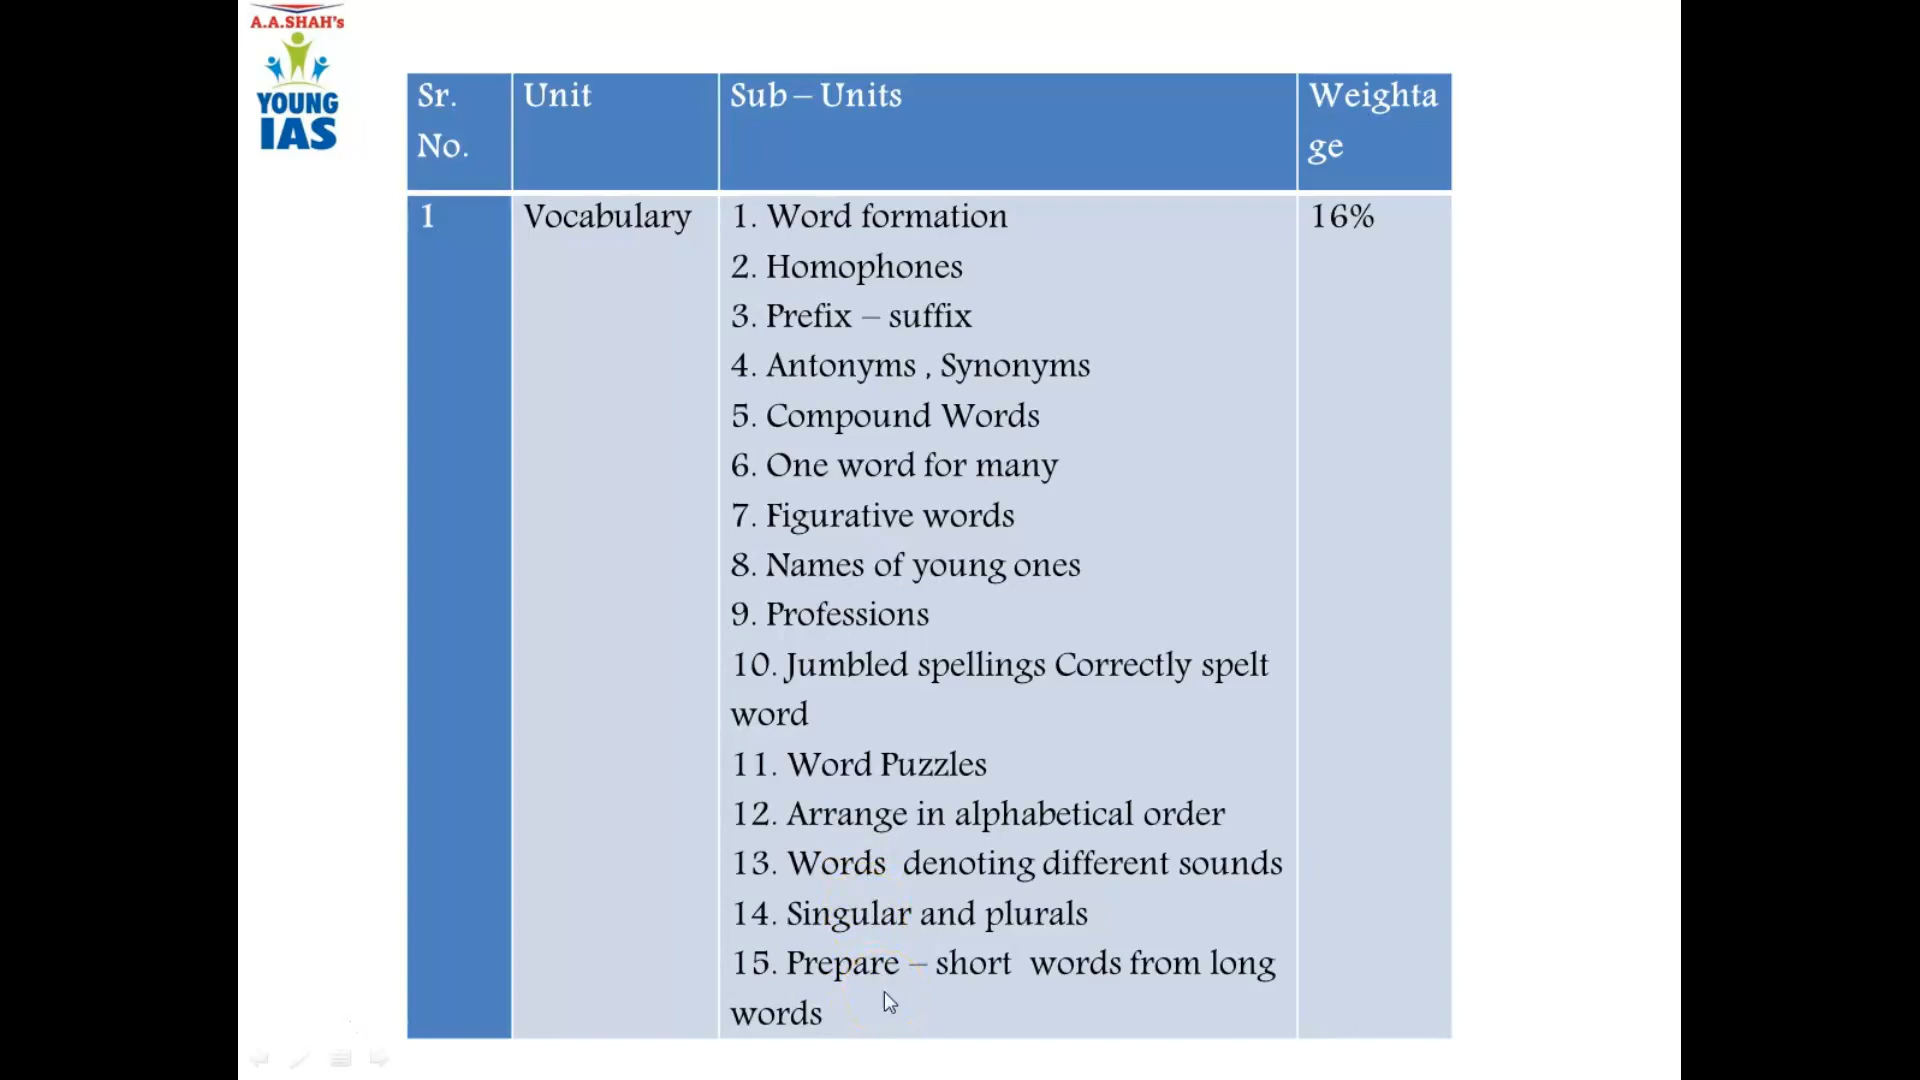 A.A.SHAH's
YOUNG
IAS
Sr.
No.
Unit
Sub – Units
Weighta
ge
1
Vocabulary
1. Word formation
2. Homophones
3. Prefix – suffix
4. Antonyms , Synonyms
5. Compound Words
6. One word for many
7. Figurative words
8. Names of young ones
9. Professions
10. Jumbled spellings Correctly spelt
word
11. Word Puzzles
12. Arrange in alphabetical order
13. Words denoting different sounds
14. Singular and plurals
15. Prepare – short words from long
words
16%